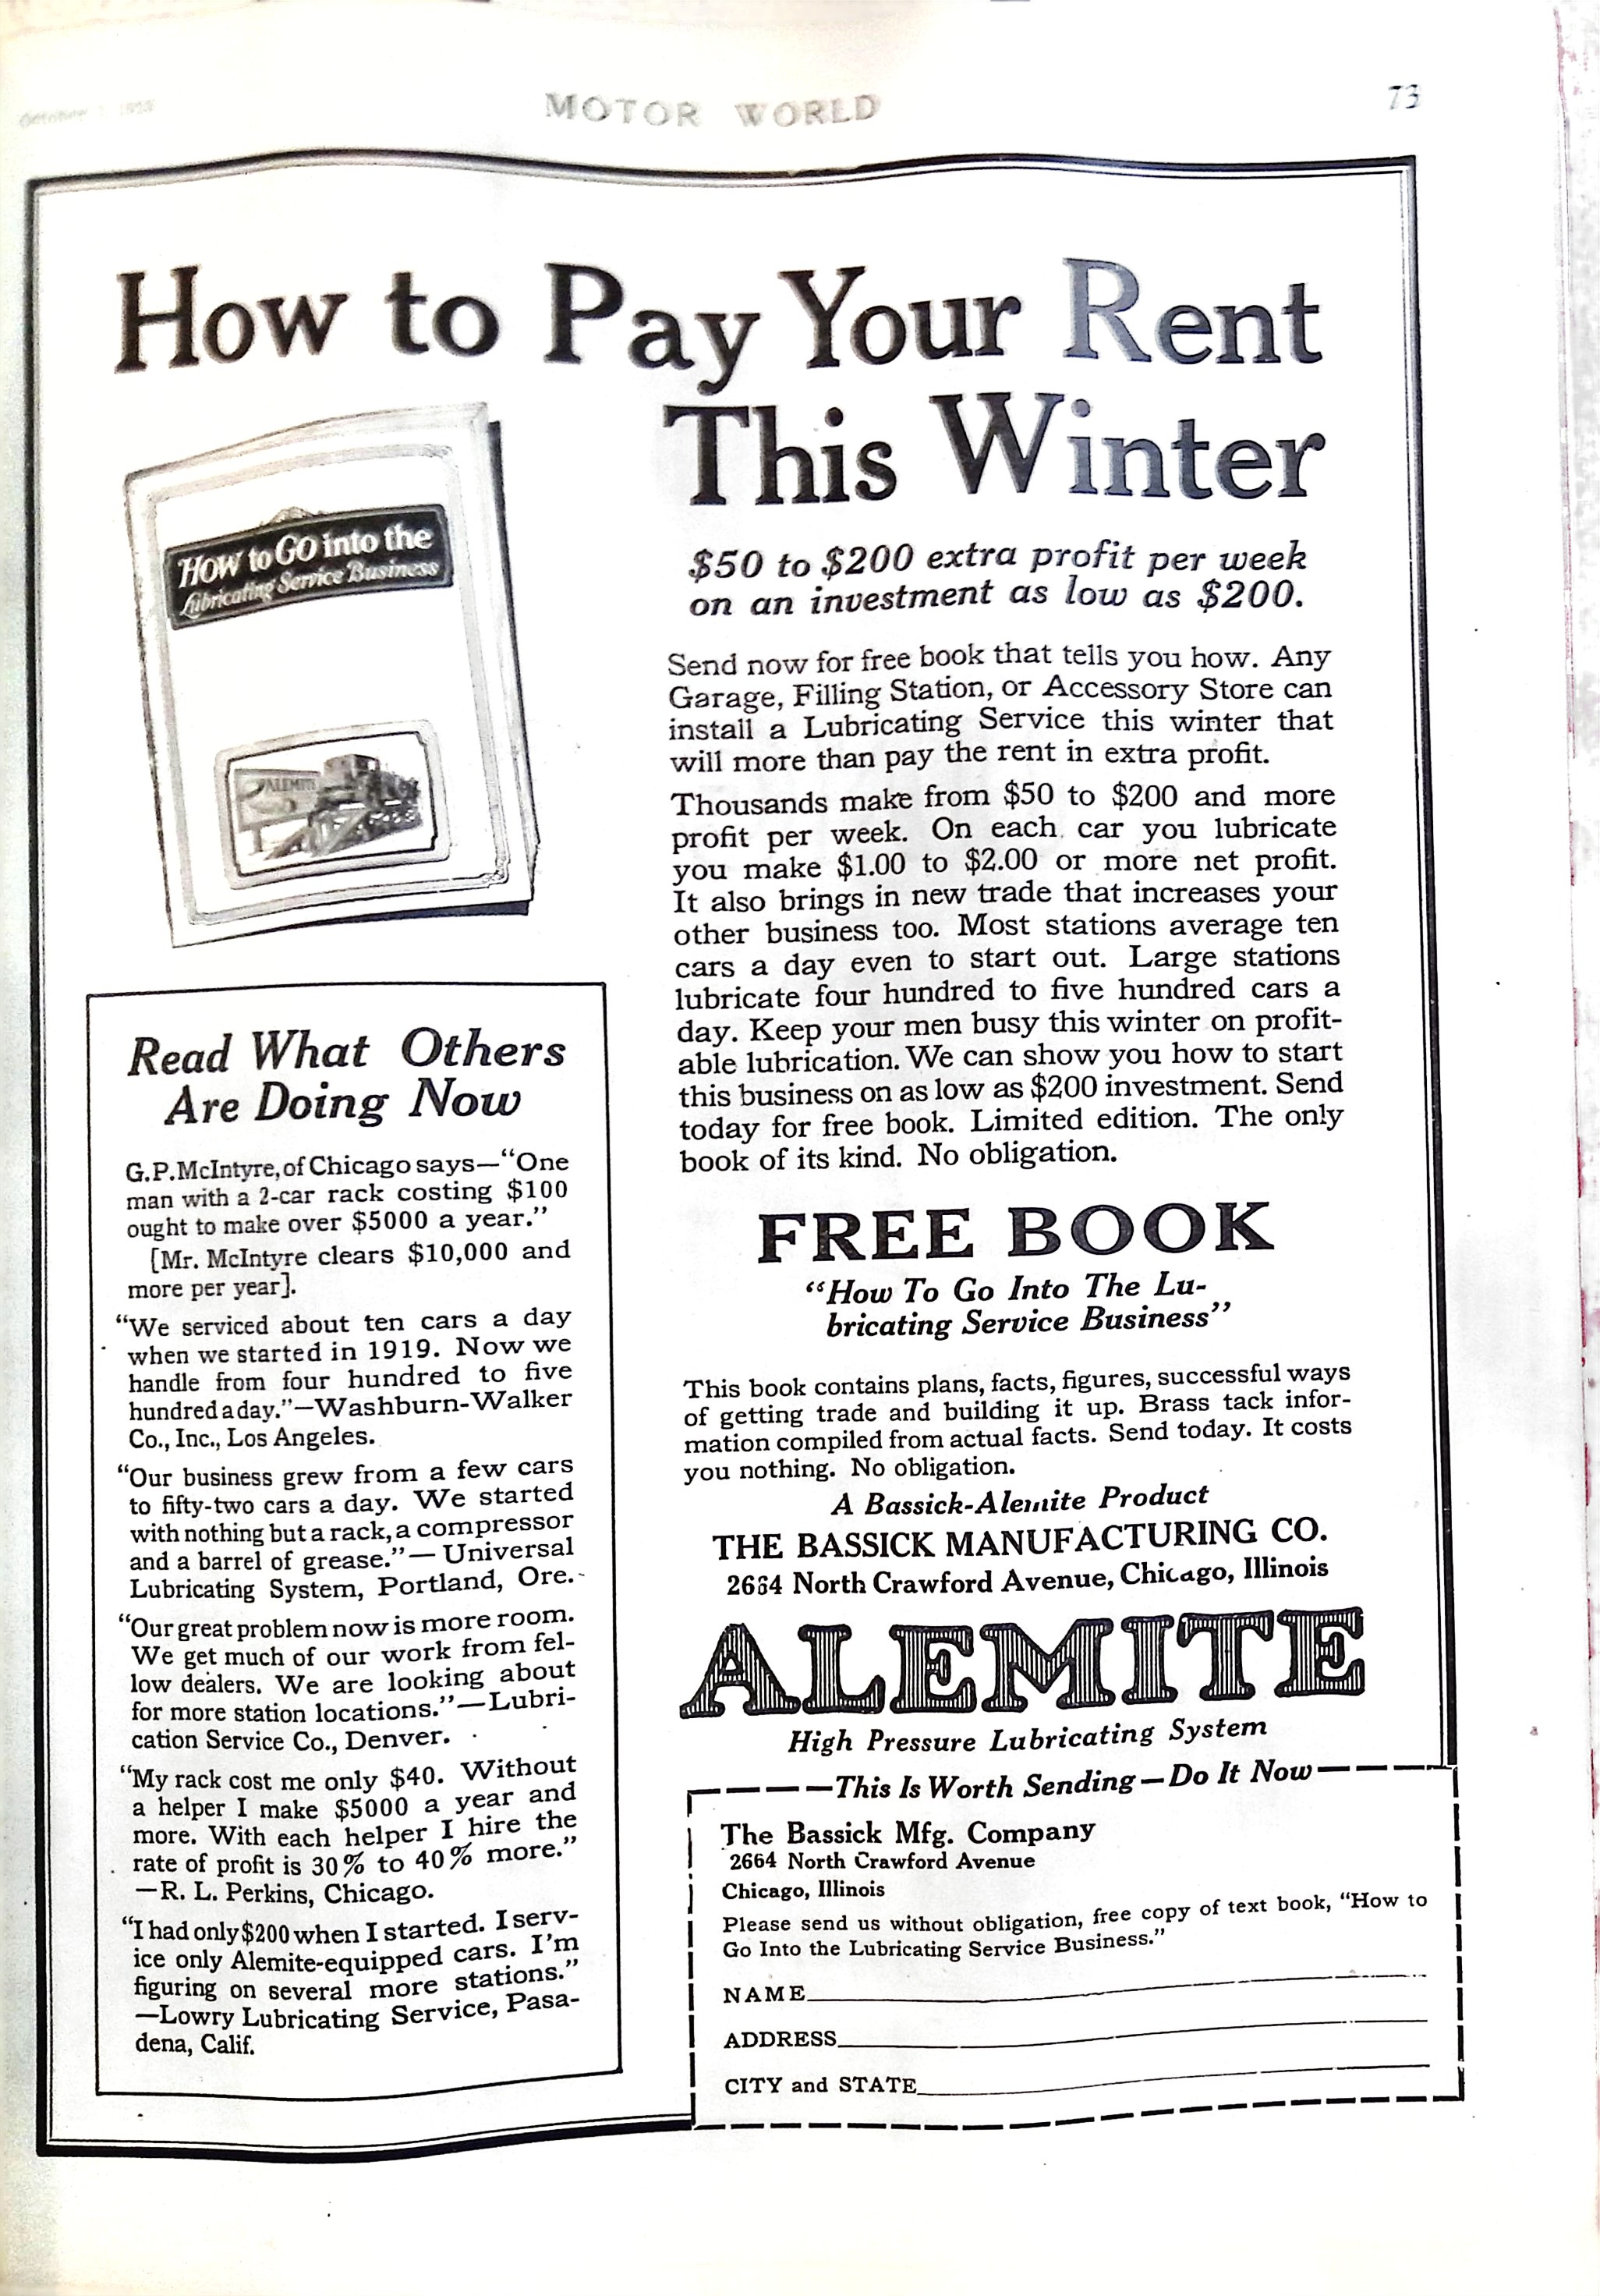 MOTOR WORLD
73
How to Pay Your Rent
This Winter
HOW to GO into the
Lubricating Service Business
ALEMITE
$50 to $200 extra profit per week
on an investment as low as $200.
Send now for free book that tells you how. Any
Garage, Filling Station, or Accessory Store can
install a Lubricating Service this winter that
will more than pay the rent in extra profit.
Thousands make from $50 to $200 and more
profit per week. On each car you lubricate
you make $1.00 to $2.00 or more net profit.
It also brings in new trade that increases your
other business too. Most stations average ten
cars a day even to start out. Large stations
lubricate four hundred to five hundred cars a
day. Keep your men busy this winter on profit-
able lubrication. We can show you how to start
this business on as low as $200 investment. Send
today for free book. Limited edition. The only
book of its kind. No obligation.
FREE BOOK
“How To Go Into The Lu-
bricating Service Business”
This book contains plans, facts, figures, successful ways
of getting trade and building it up. Brass tack infor-
mation compiled from actual facts. Send today. It costs
you nothing. No obligation.
A Bassick-Alemite Product
THE BASSICK MANUFACTURING CO.
2664 North Crawford Avenue, Chicago, Illinois
ALEMITE
High Pressure Lubricating System
Read What Others
Are Doing Now
G.P.McIntyre, of Chicago says—“One
man with a 2-car rack costing $100
ought to make over $5000 a year.”
[Mr. McIntyre clears $10,000 and
more per year].
“We serviced about ten cars a day
when we started in 1919. Now we
handle from four hundred to five
hundred a day.”—Washburn-Walker
Co., Inc., Los Angeles.
“Our business grew from a few cars
to fifty-two cars a day. We started
with nothing but a rack, a compressor
and a barrel of grease.”—Universal
Lubricating System, Portland, Ore.
“Our great problem now is more room.
We get much of our work from fel-
low dealers. We are looking about
for more station locations.”—Lubri-
cation Service Co., Denver.
“My rack cost me only $40. Without
a helper I make $5000 a year and
more. With each helper I hire the
rate of profit is 30% to 40% more.”
—R. L. Perkins, Chicago.
“I had only $200 when I started. I serv-
ice only Alemite-equipped cars. I’m
figuring on several more stations.”
—Lowry Lubricating Service, Pasa-
dena, Calif.
This Is Worth Sending—Do It Now
The Bassick Mfg. Company
2664 North Crawford Avenue
Chicago, Illinois
Please send us without obligation, free copy of text book, “How to
Go Into the Lubricating Service Business.”
NAME
ADDRESS
CITY and STATE